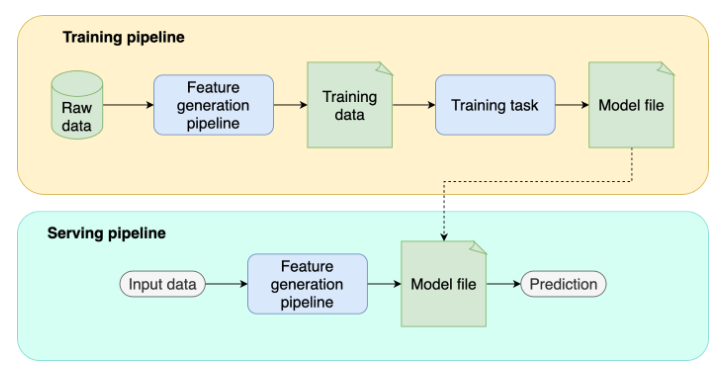 Training pipeline
Raw
data
Feature
generation
pipeline
Training
data
Training task
Model file
Serving pipeline
Input data
Feature
generation
pipeline
Model file
Prediction